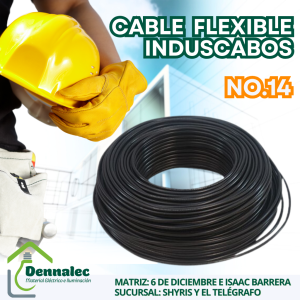 CABLE FLEXIBLE
INDUSCABOS
NO.14
Dennalec
Material Eléctrico e Iluminación
MATRIZ: 6 DE DICIEMBRE E ISAAC BARRERA
SUCURSAL: SHYRIS Y EL TELÉGRAFO